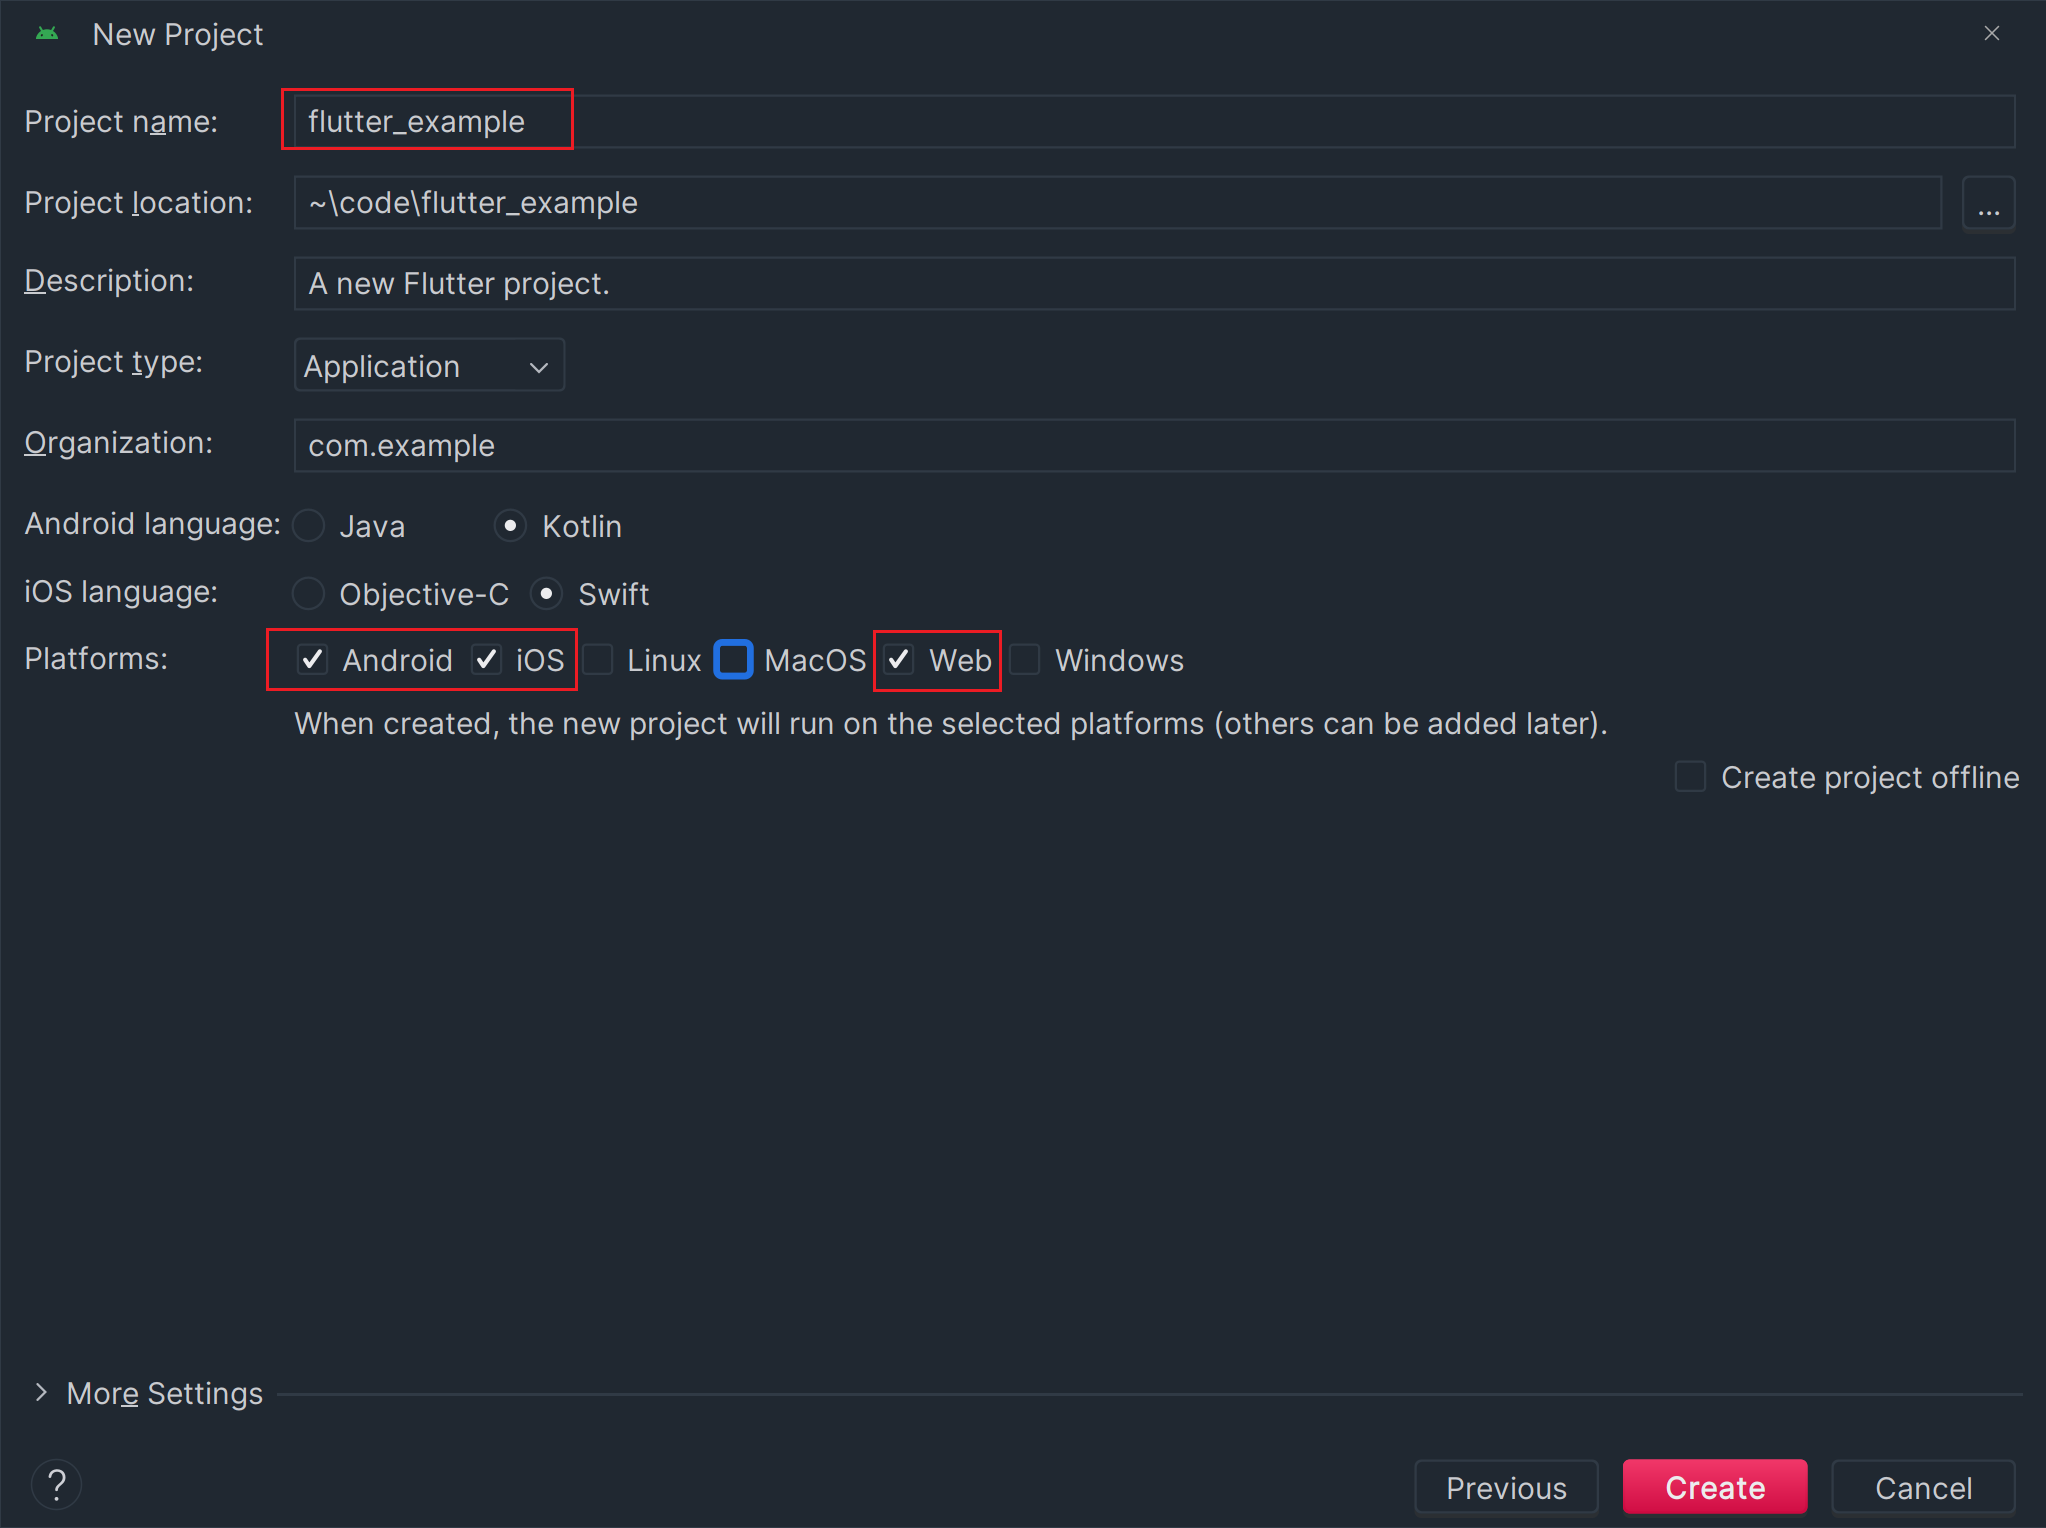 New Project
Project name: flutter_example
Project location: ~\code\flutter_example ...
Description: A new Flutter project.
Project type: Application
Organization: com.example
Android language: Java Kotlin
iOS language: Objective-C Swift
Platforms: Android iOS Linux MacOS Web Windows
When created, the new project will run on the selected platforms (others can be added later).
Create project offline
More Settings
? Previous Create Cancel